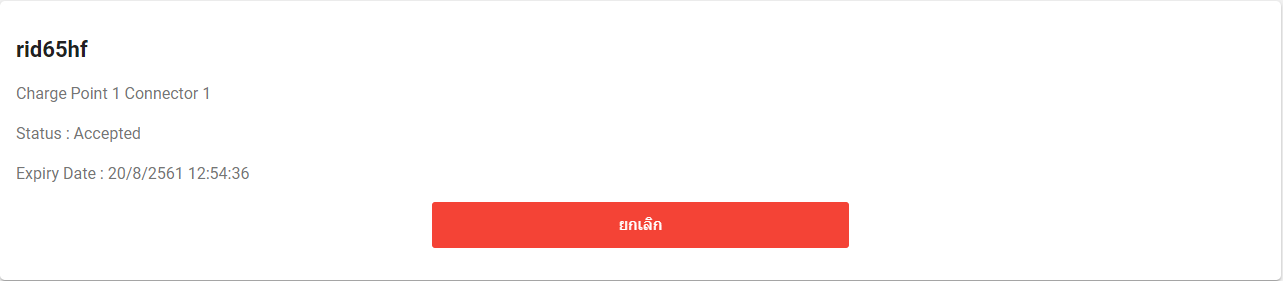 rid65hf
Charge Point 1 Connector 1
Status : Accepted
Expiry Date : 20/8/2561 12:54:36
ยกเลิก